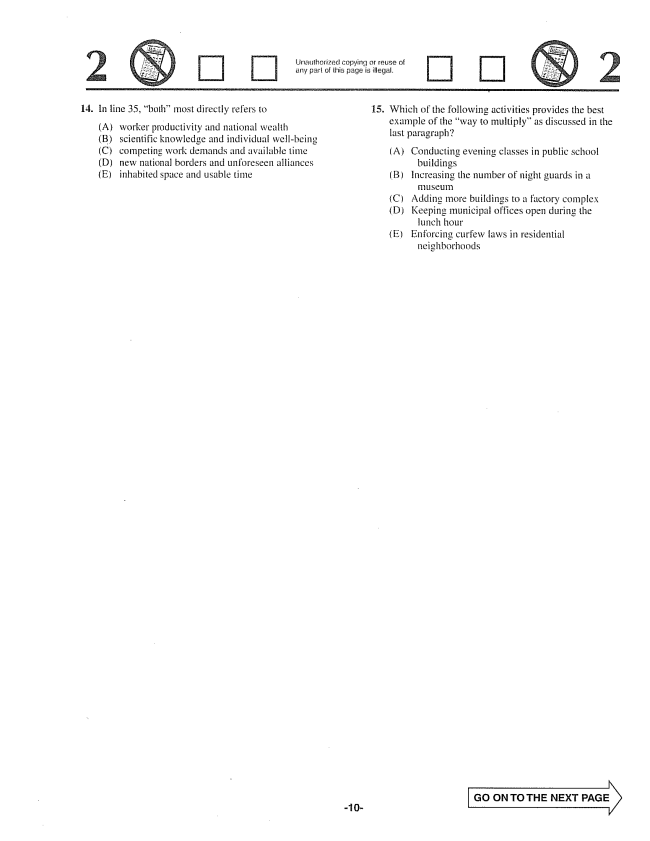 2
Unauthorized copying or reuse of
any part of this page is illegal.
2
14. In line 35, "both" most directly refers to
(A) worker productivity and national wealth
(B) scientific knowledge and individual well-being
(C) competing work demands and available time
(D) new national borders and unforeseen alliances
(E) inhabited space and usable time
15. Which of the following activities provides the best
example of the "way to multiply" as discussed in the
last paragraph?
(A) Conducting evening classes in public school
buildings
(B) Increasing the number of night guards in a
museum
(C) Adding more buildings to a factory complex
(D) Keeping municipal offices open during the
lunch hour
(E) Enforcing curfew laws in residential
neighborhoods
-10-
GO ON TO THE NEXT PAGE